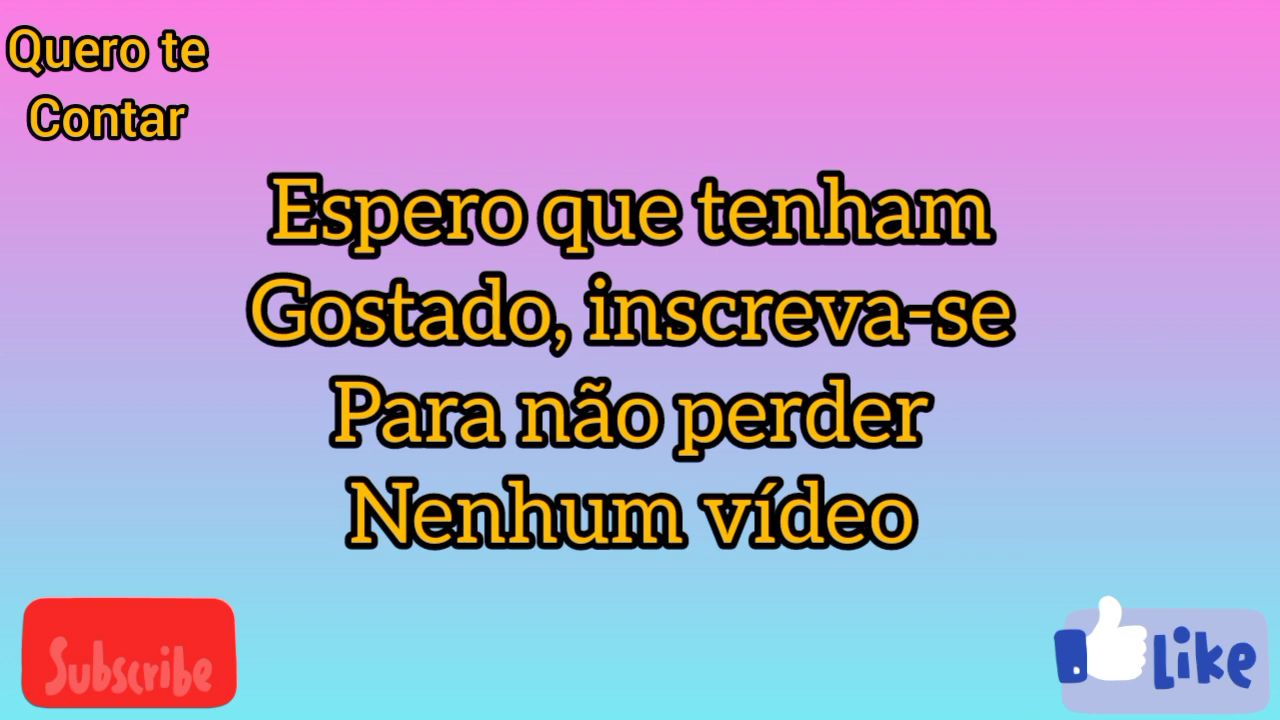 Quero te
Contar
Espero que tenham
Gostado, inscreva-se
Para não perder
Nenhum vídeo
Subscribe
Like